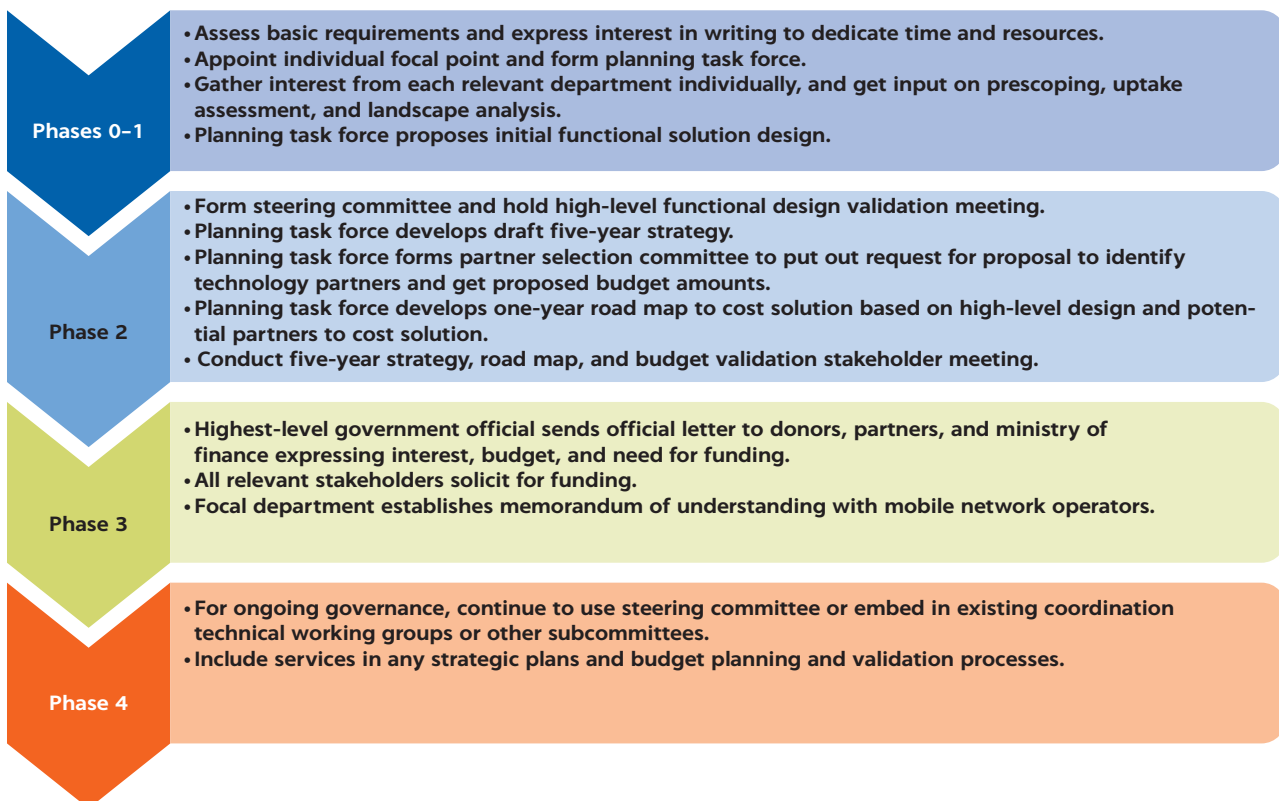 Phases 0–1
• Assess basic requirements and express interest in writing to dedicate time and resources.
• Appoint individual focal point and form planning task force.
• Gather interest from each relevant department individually, and get input on prescoping, uptake
assessment, and landscape analysis.
• Planning task force proposes initial functional solution design.
Phase 2
• Form steering committee and hold high-level functional design validation meeting.
• Planning task force develops draft five-year strategy.
• Planning task force forms partner selection committee to put out request for proposal to identify
technology partners and get proposed budget amounts.
• Planning task force develops one-year road map to cost solution based on high-level design and poten-
tial partners to cost solution.
• Conduct five-year strategy, road map, and budget validation stakeholder meeting.
Phase 3
• Highest-level government official sends official letter to donors, partners, and ministry of
finance expressing interest, budget, and need for funding.
• All relevant stakeholders solicit for funding.
• Focal department establishes memorandum of understanding with mobile network operators.
Phase 4
• For ongoing governance, continue to use steering committee or embed in existing coordination
technical working groups or other subcommittees.
• Include services in any strategic plans and budget planning and validation processes.